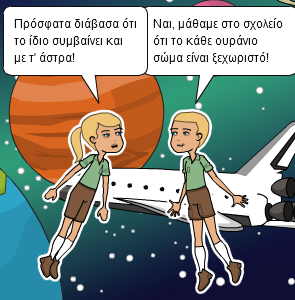 Πρόσφατα διάβασα ότι
το ίδιο συμβαίνει και
με τ' άστρα!
Ναι, μάθαμε στο σχολείο
ότι το κάθε ουράνιο
σώμα είναι ξεχωριστό!